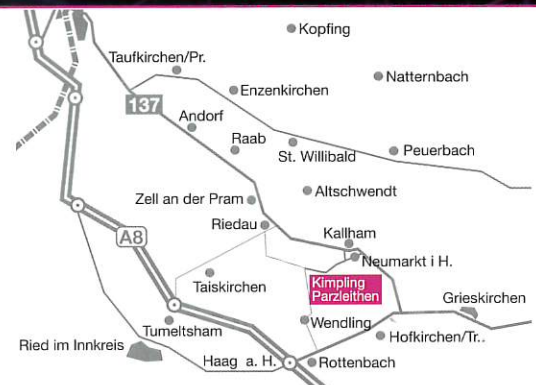 Kopfing
Taufkirchen/Pr.
Natternbach
Enzenkirchen
137
Andorf
Raab
St. Willibald
Peuerbach
Zell an der Pram
Altschwendt
Riedau
Kallham
A8
Neumarkt i H.
Taiskirchen
Kimpling
Parzleithen
Grieskirchen
Tumeltsham
Wendling
Hofkirchen/Tr..
Ried im Innkreis
Haag a. H.
Rottenbach